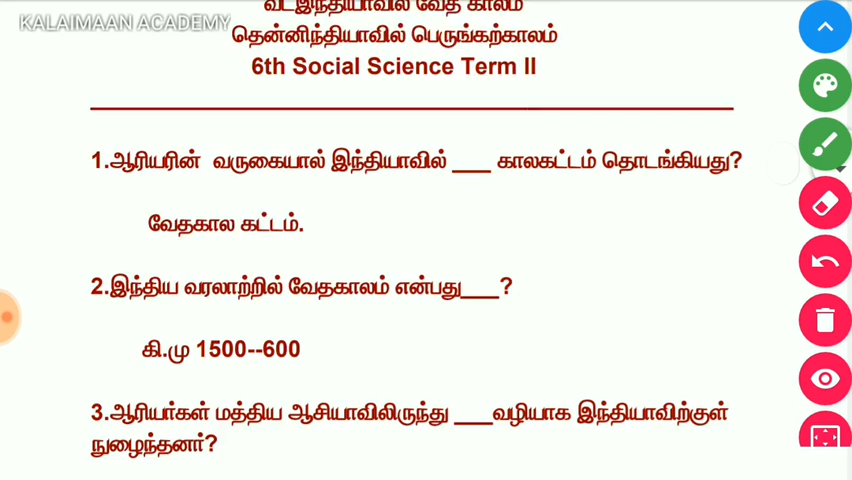 வடஇந்தியாவில் வேத காலம்
KALAIMAAN ACADEMY
தென்னிந்தியாவில் பெருங்கற்காலம்
6th Social Science Term II
1.ஆரியரின் வருகையால் இந்தியாவில் ___ காலகட்டம் தொடங்கியது?
வேதகால கட்டம்.
2.இந்திய வரலாற்றில் வேதகாலம் என்பது___?
கி.மு 1500--600
3.ஆரியர்கள் மத்திய ஆசியாவிலிருந்து ___வழியாக இந்தியாவிற்குள்
நுழைந்தனர்?